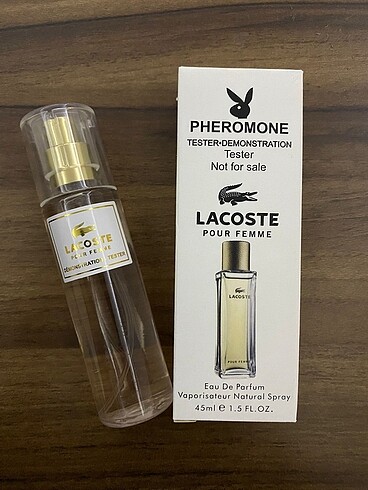 LACOSTE
POUR FEMME
DEMONSTRATION TESTER
PHEROMONE
TESTER•DEMONSTRATION
Tester
Not for sale
LACOSTE
POUR FEMME
LACOSTE
POUR FEMME
Eau De Parfum
Vaporisateur Natural Spray
45ml ℮ 1.5 FL.OZ.